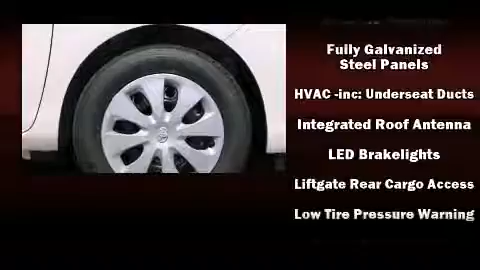 Fully Galvanized
Steel Panels
HVAC -inc: Underseat Ducts
Integrated Roof Antenna
LED Brakelights
Liftgate Rear Cargo Access
Low Tire Pressure Warning